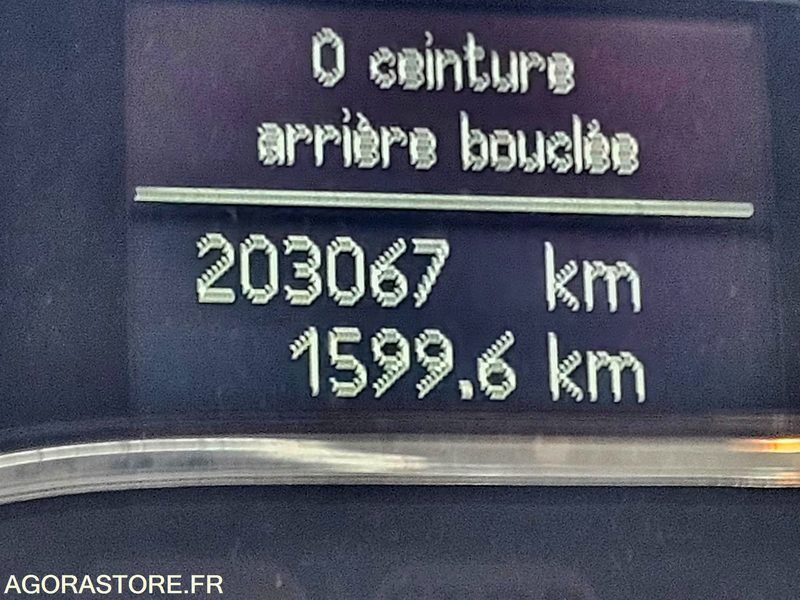 0 ceinture
arrière bouclée
203067 km
1599.6 km
AGORASTORE.FR